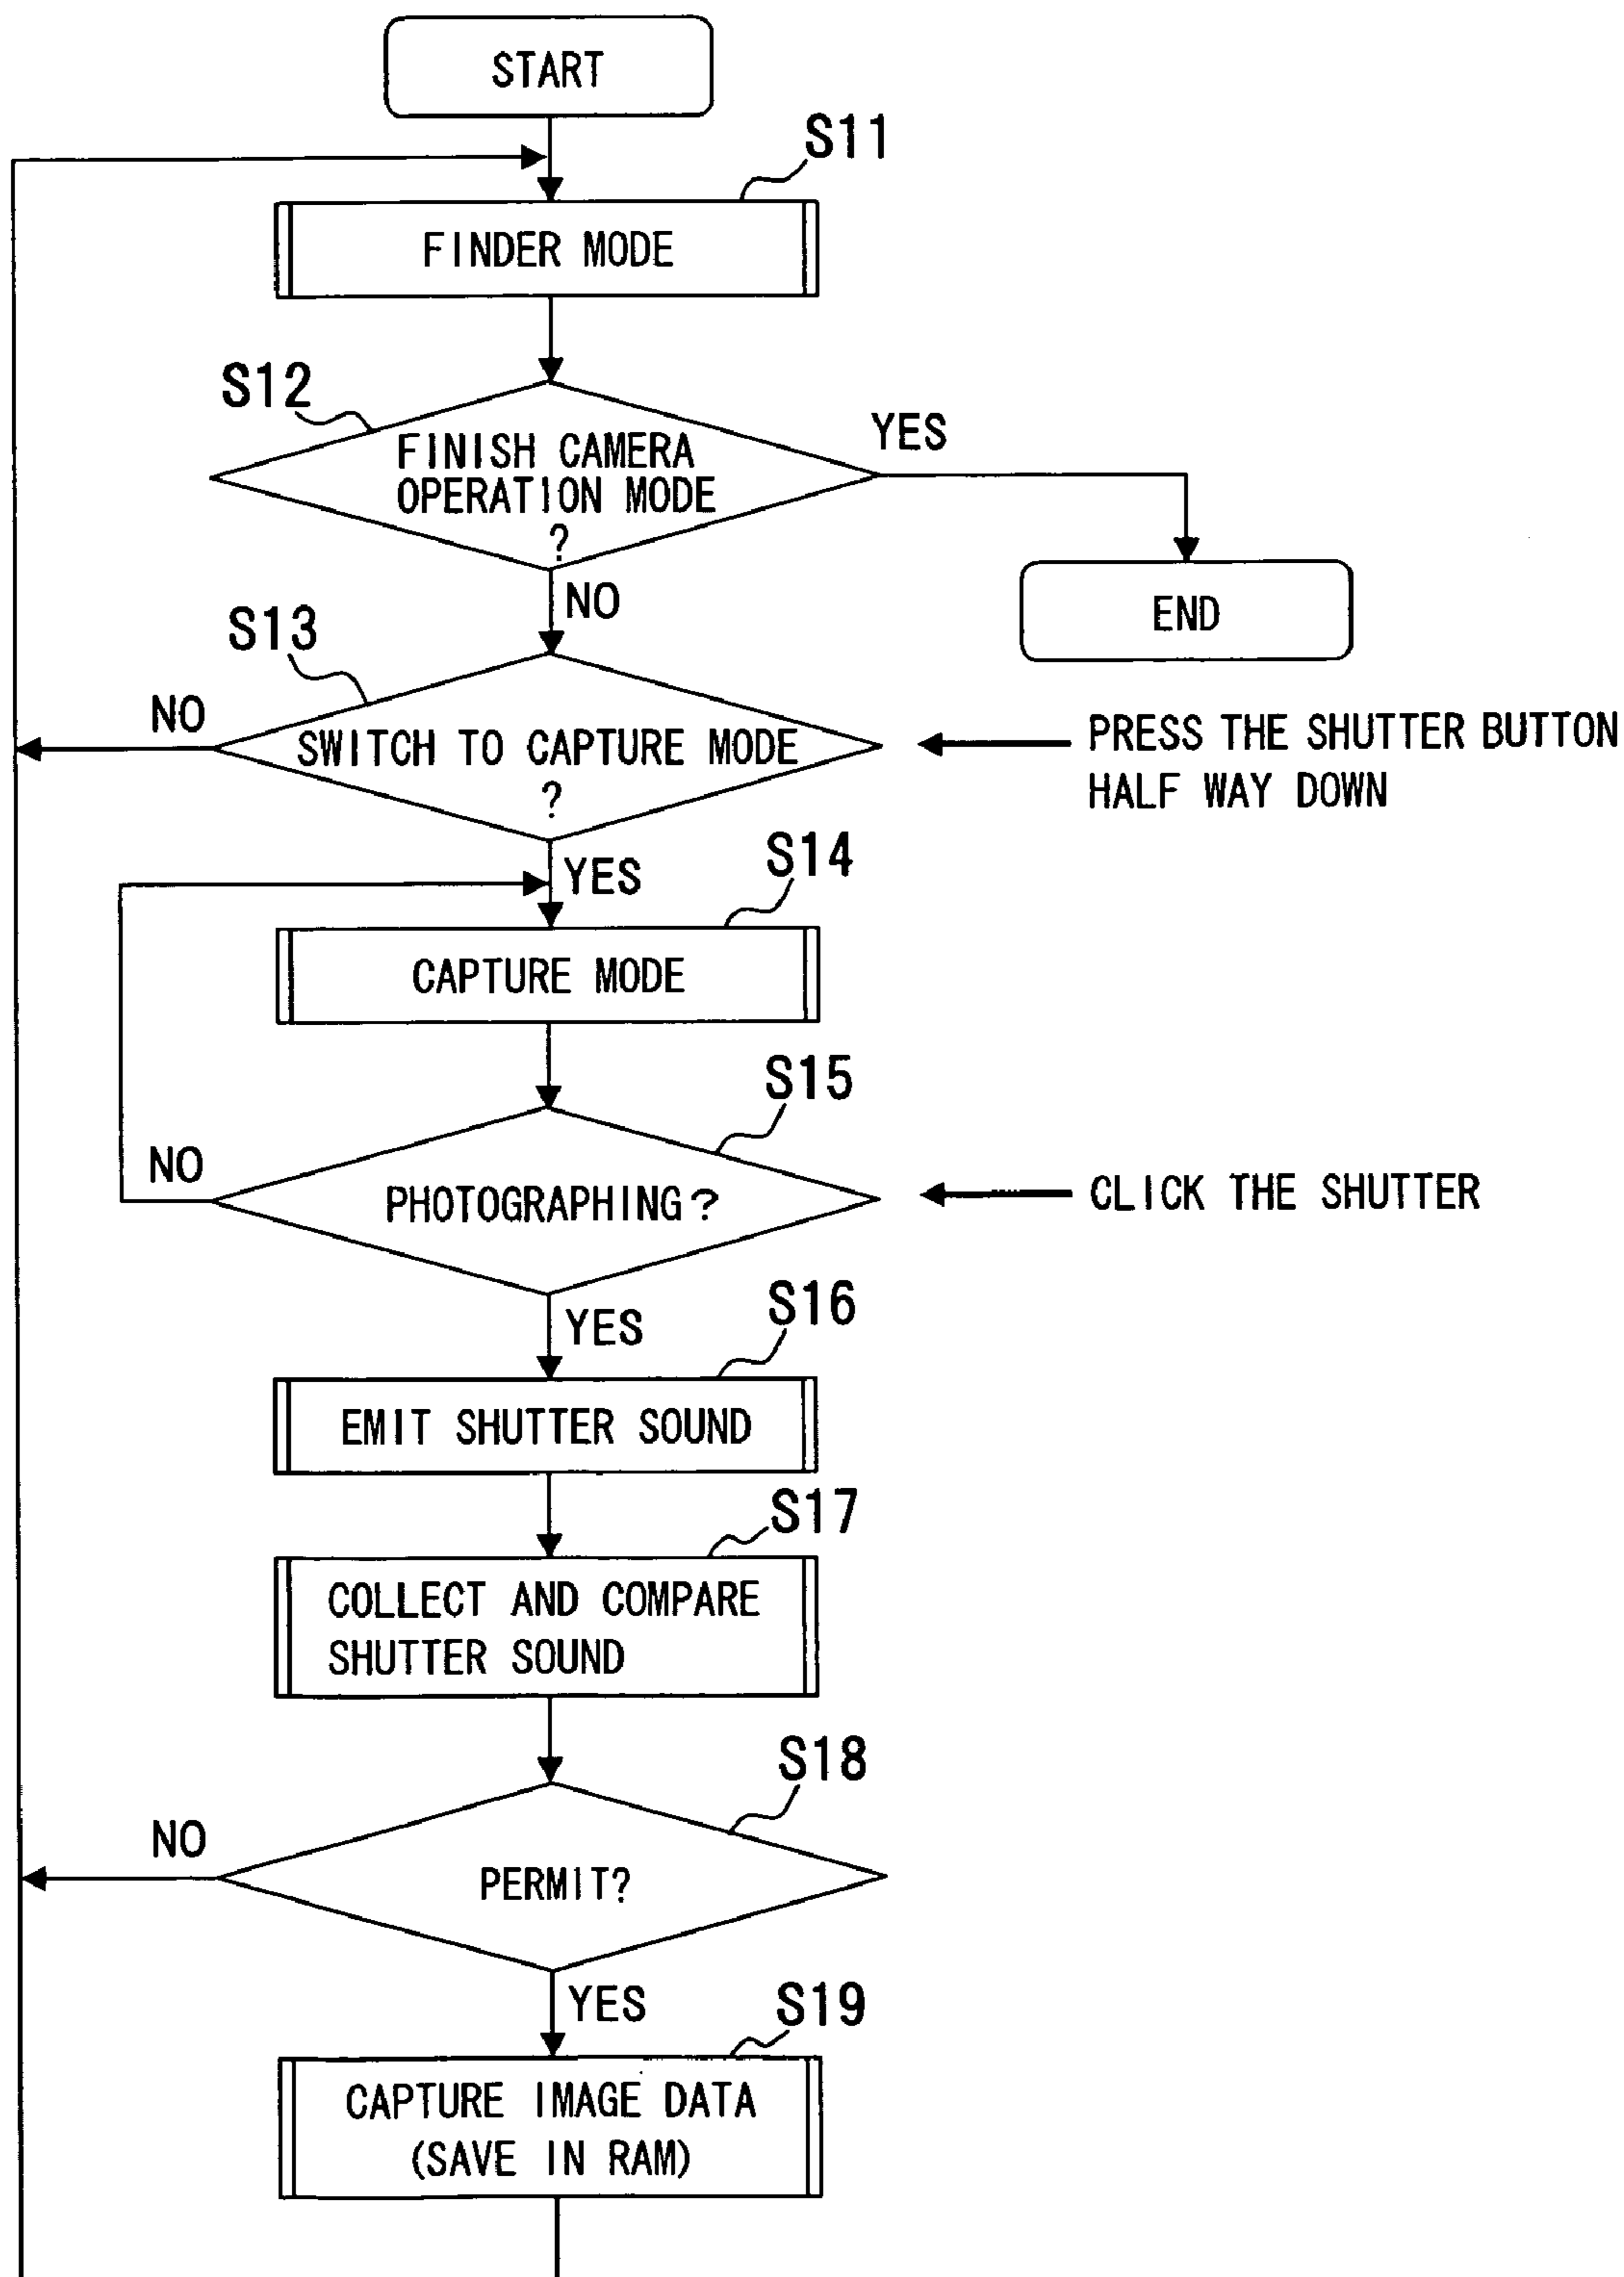 START
S11
FINDER MODE
S12
FINISH CAMERA
OPERATION MODE
?
YES
END
NO
S13
NO
SWITCH TO CAPTURE MODE
?
PRESS THE SHUTTER BUTTON
HALF WAY DOWN
YES
S14
CAPTURE MODE
S15
NO
PHOTOGRAPHING?
CLICK THE SHUTTER
YES
S16
EMIT SHUTTER SOUND
S17
COLLECT AND COMPARE
SHUTTER SOUND
S18
NO
PERMIT?
YES
S19
CAPTURE IMAGE DATA
(SAVE IN RAM)